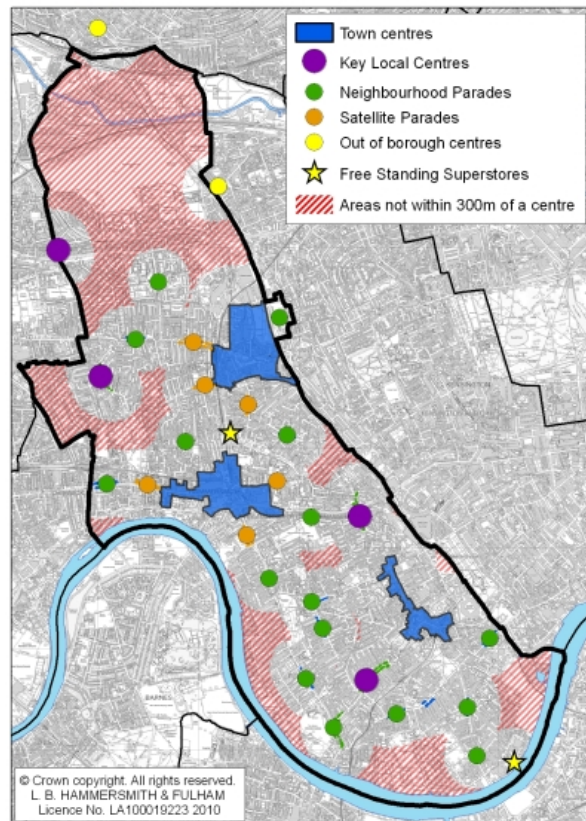 Town centres
Key Local Centres
Neighbourhood Parades
Satellite Parades
Out of borough centres
Free Standing Superstores
Areas not within 300m of a centre
BARNES
© Crown copyright. All rights reserved.
L. B. HAMMERSMITH & FULHAM
Licence No. LA100019223 2010